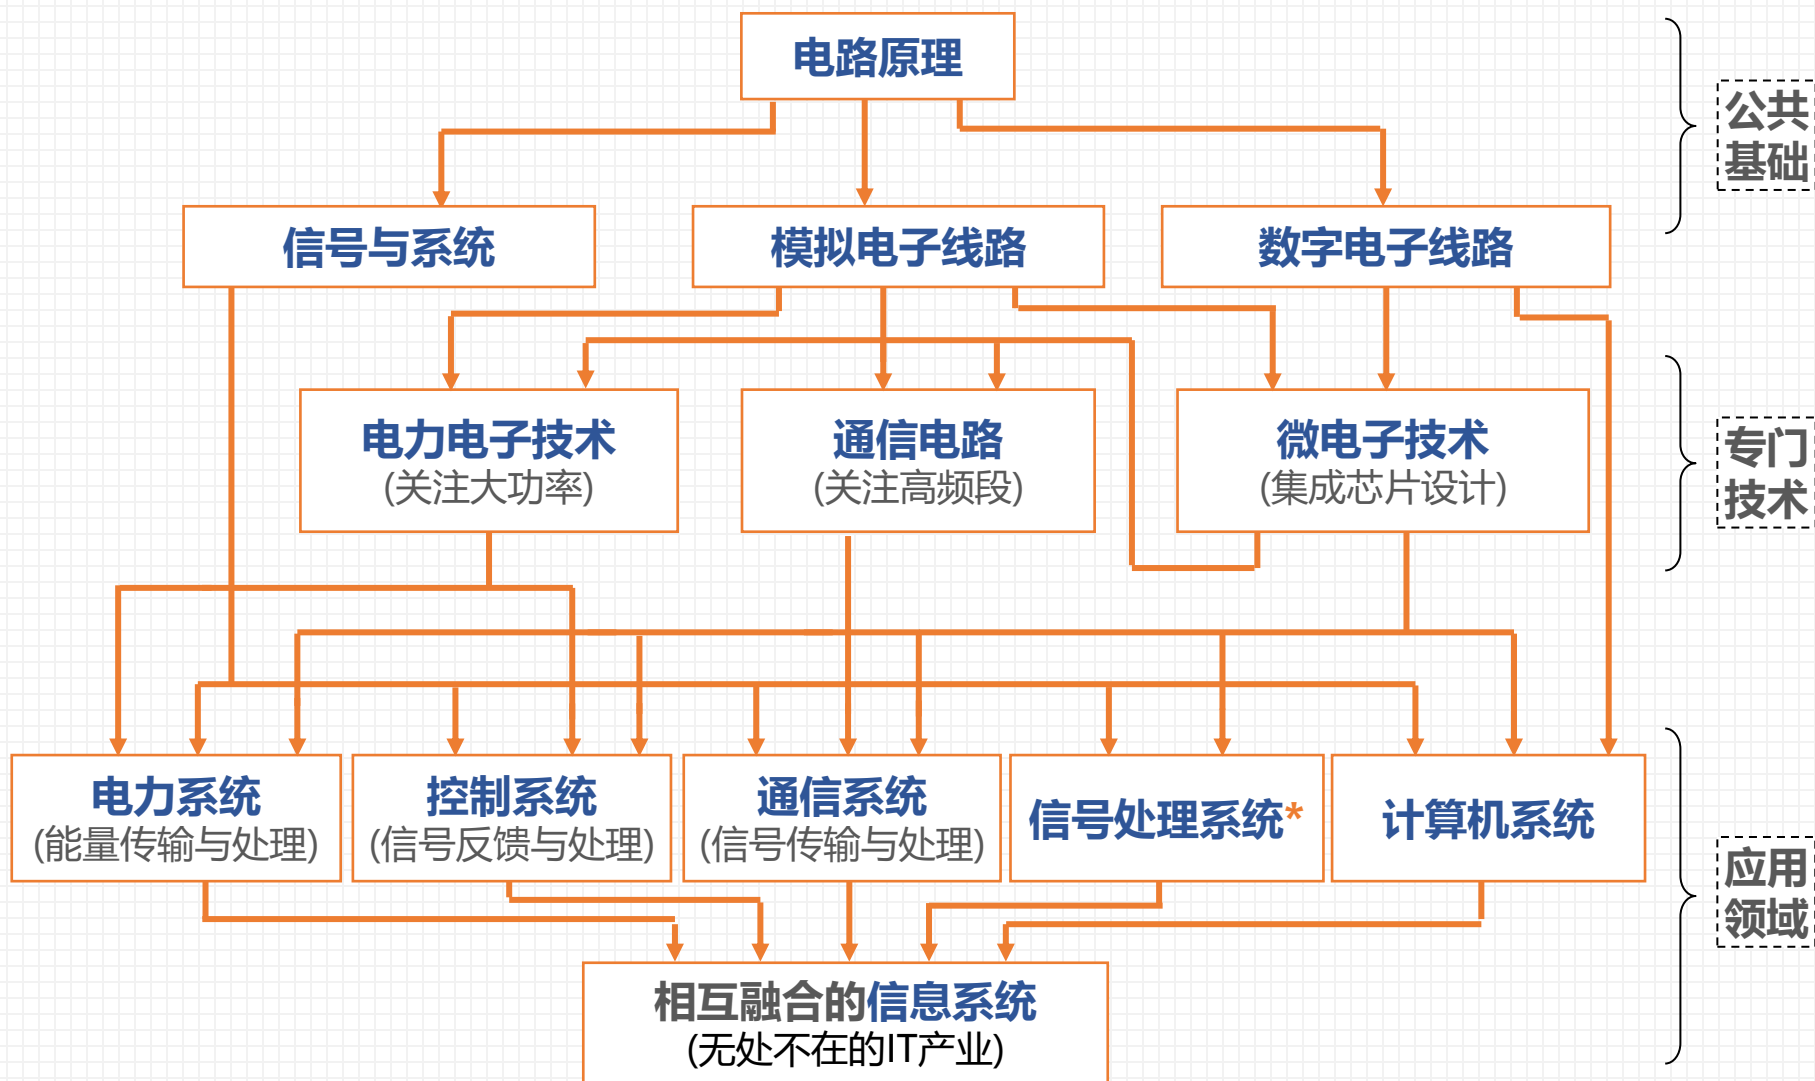 电路原理
公共
基础
信号与系统
模拟电子线路
数字电子线路
电力电子技术
(关注大功率)
通信电路
(关注高频段)
微电子技术
(集成芯片设计)
专门
技术
电力系统
(能量传输与处理)
控制系统
(信号反馈与处理)
通信系统
(信号传输与处理)
信号处理系统*
计算机系统
应用
领域
相互融合的信息系统
(无处不在的IT产业)